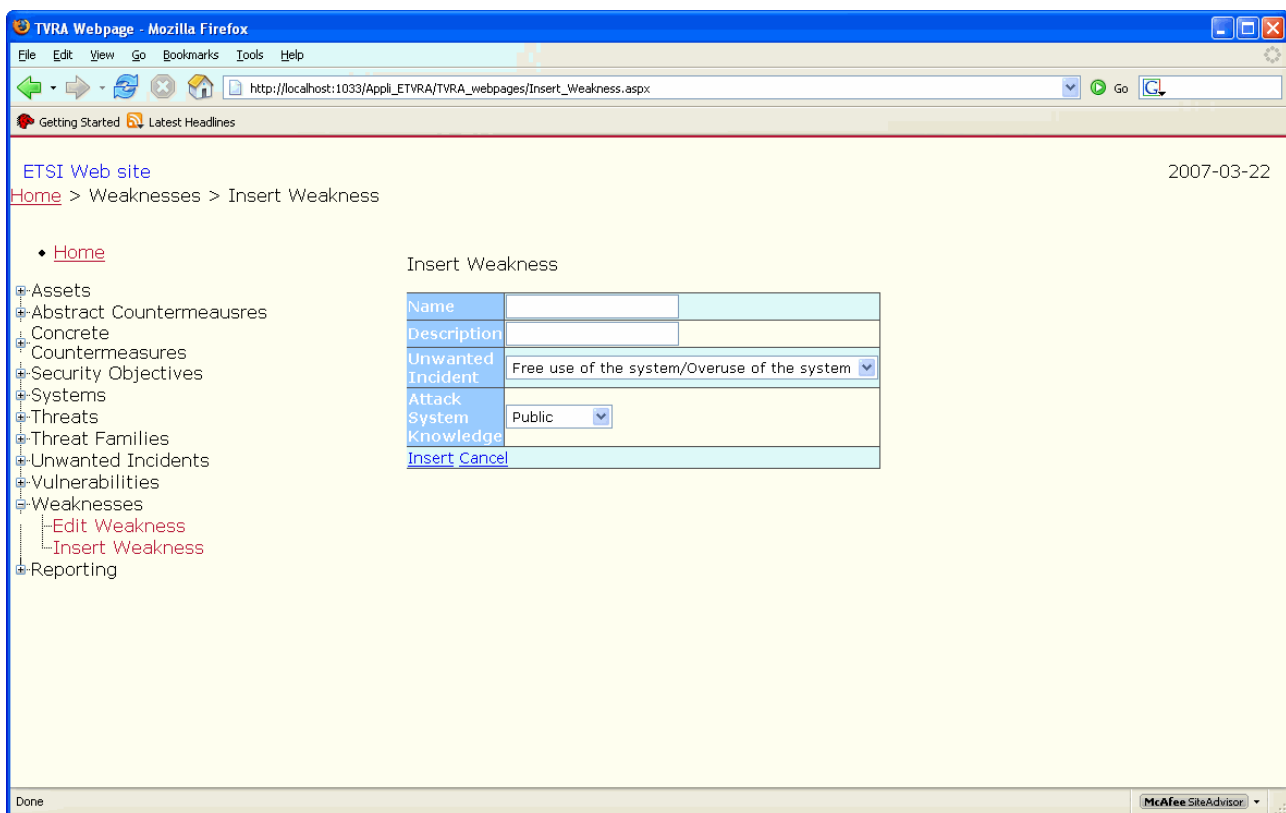 TVRA Webpage - Mozilla Firefox
File Edit View Go Bookmarks Tools Help
http://localhost:1033/Appli_ETVRA/TVRA_webpages/Insert_Weakness.aspx
Go
G
Getting Started Latest Headlines
ETSI Web site
2007-03-22
Home > Weaknesses > Insert Weakness
Home
Assets
Abstract Countermeausres
Concrete
Countermeasures
Security Objectives
Systems
Threats
Threat Families
Unwanted Incidents
Vulnerabilities
Weaknesses
Edit Weakness
Insert Weakness
Reporting
Insert Weakness
Name
Description
Unwanted
Incident
Free use of the system/Overuse of the system
Attack
System
Knowledge
Public
Insert Cancel
Done
McAfee SiteAdvisor